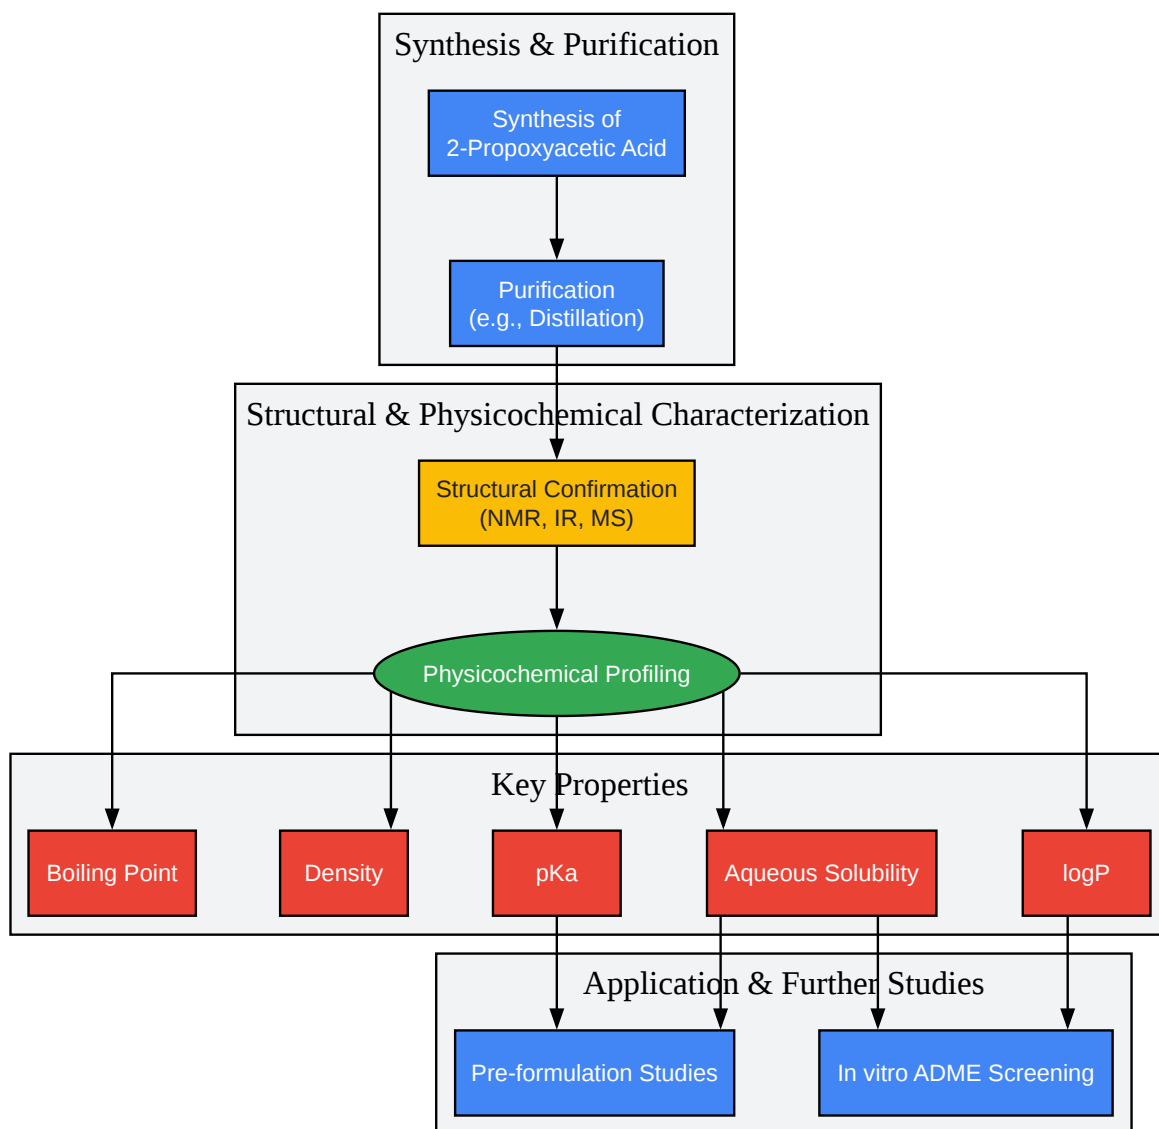 Synthesis & Purification
Synthesis of
2-Propoxyacetic Acid
Purification
(e.g., Distillation)
Structural & Physicochemical Characterization
Structural Confirmation
(NMR, IR, MS)
Physicochemical Profiling
Key Properties
Boiling Point
Density
pKa
Aqueous Solubility
logP
Application & Further Studies
Pre-formulation Studies
In vitro ADME Screening